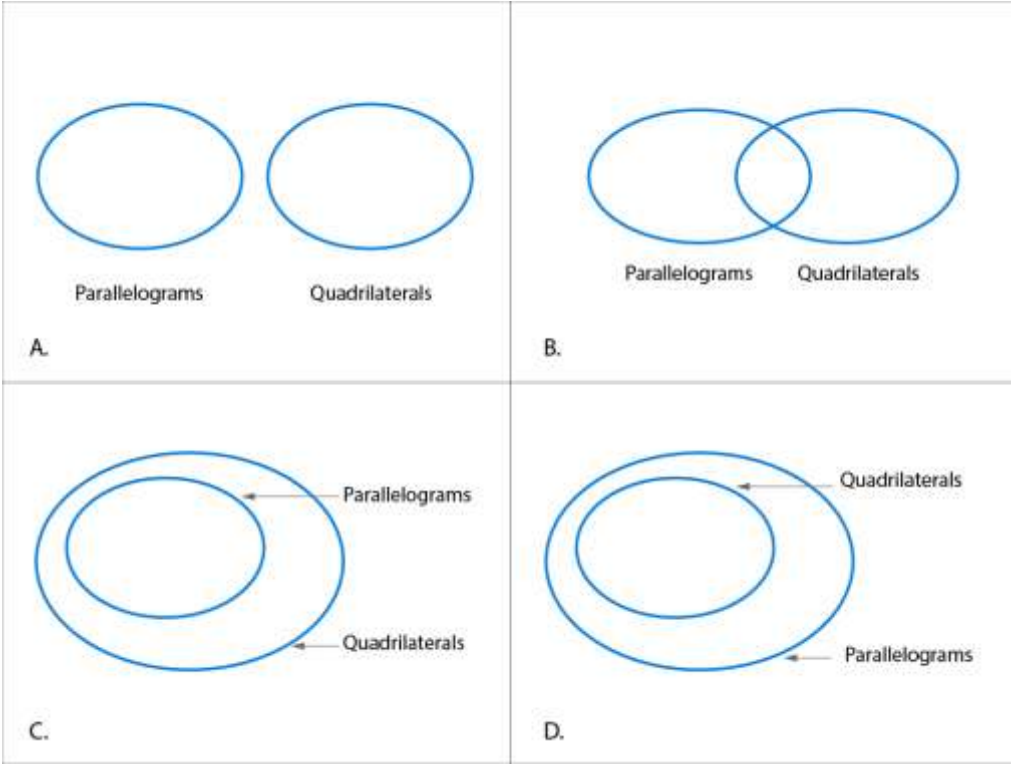 Parallelograms
Quadrilaterals
A.
Parallelograms
Quadrilaterals
B.
Parallelograms
Quadrilaterals
C.
Quadrilaterals
Parallelograms
D.